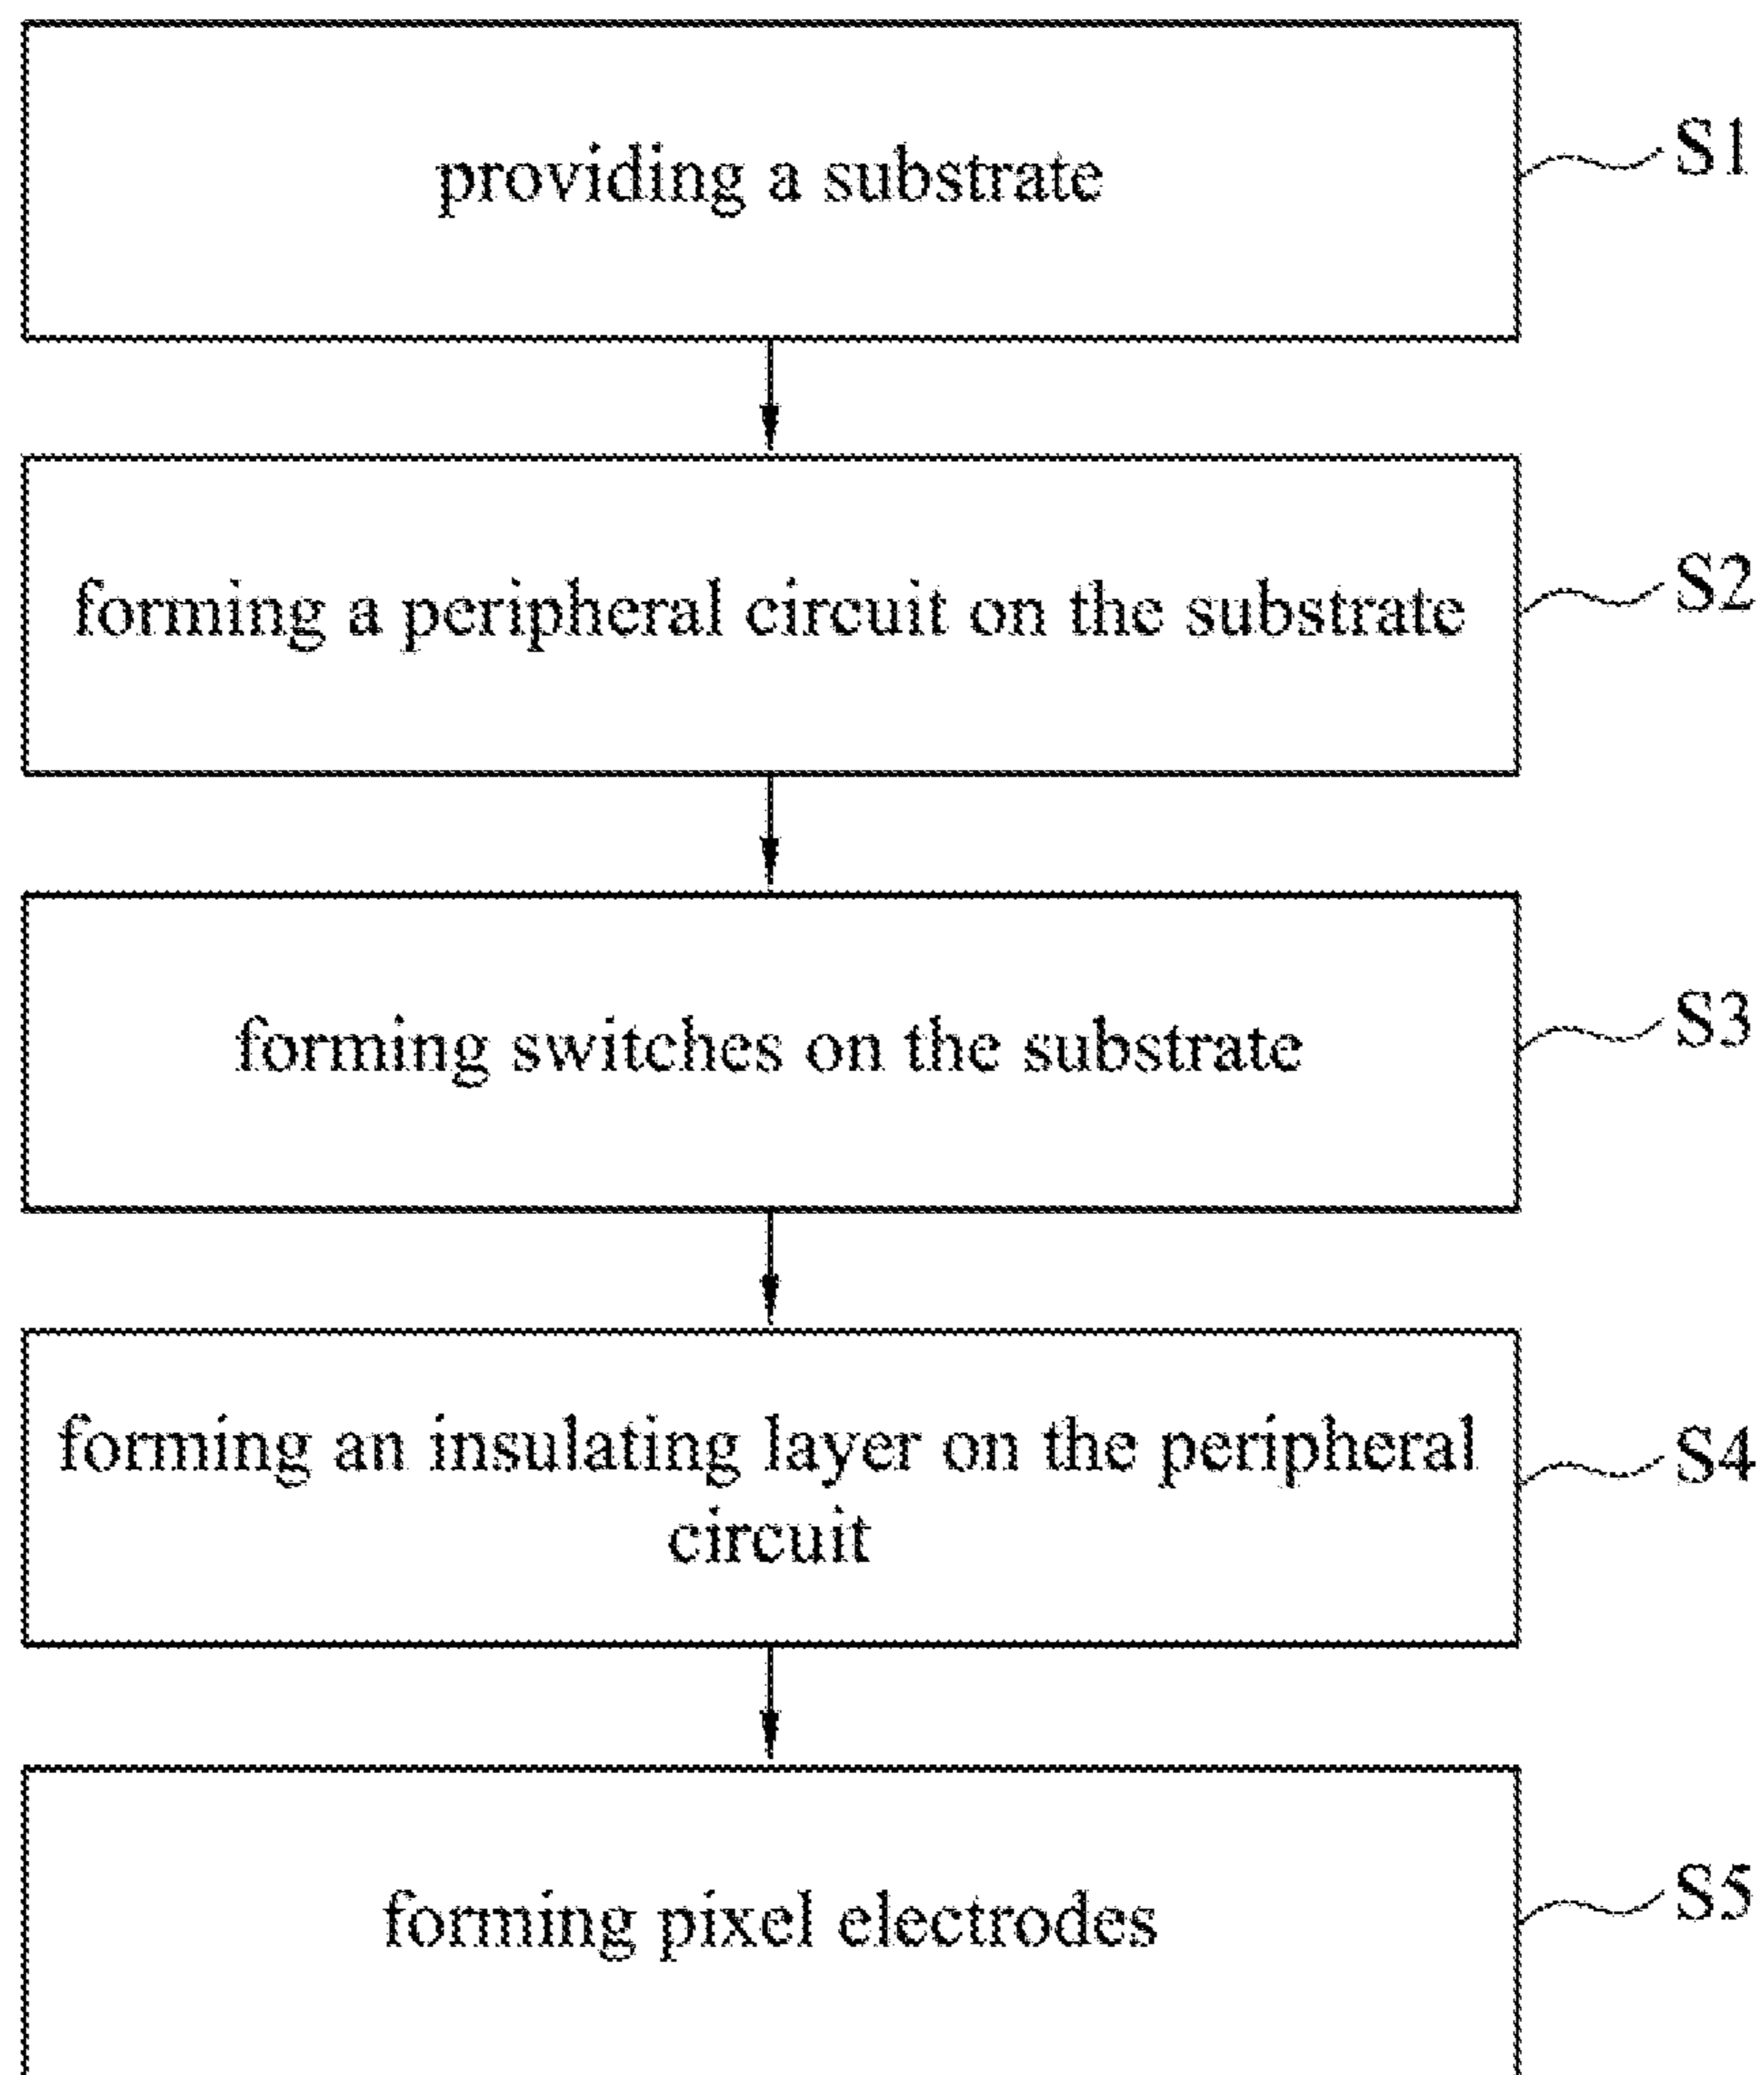 providing a substrate
S1
forming a peripheral circuit on the substrate
S2
forming switches on the substrate
S3
forming an insulating layer on the peripheral
circuit
S4
forming pixel electrodes
S5